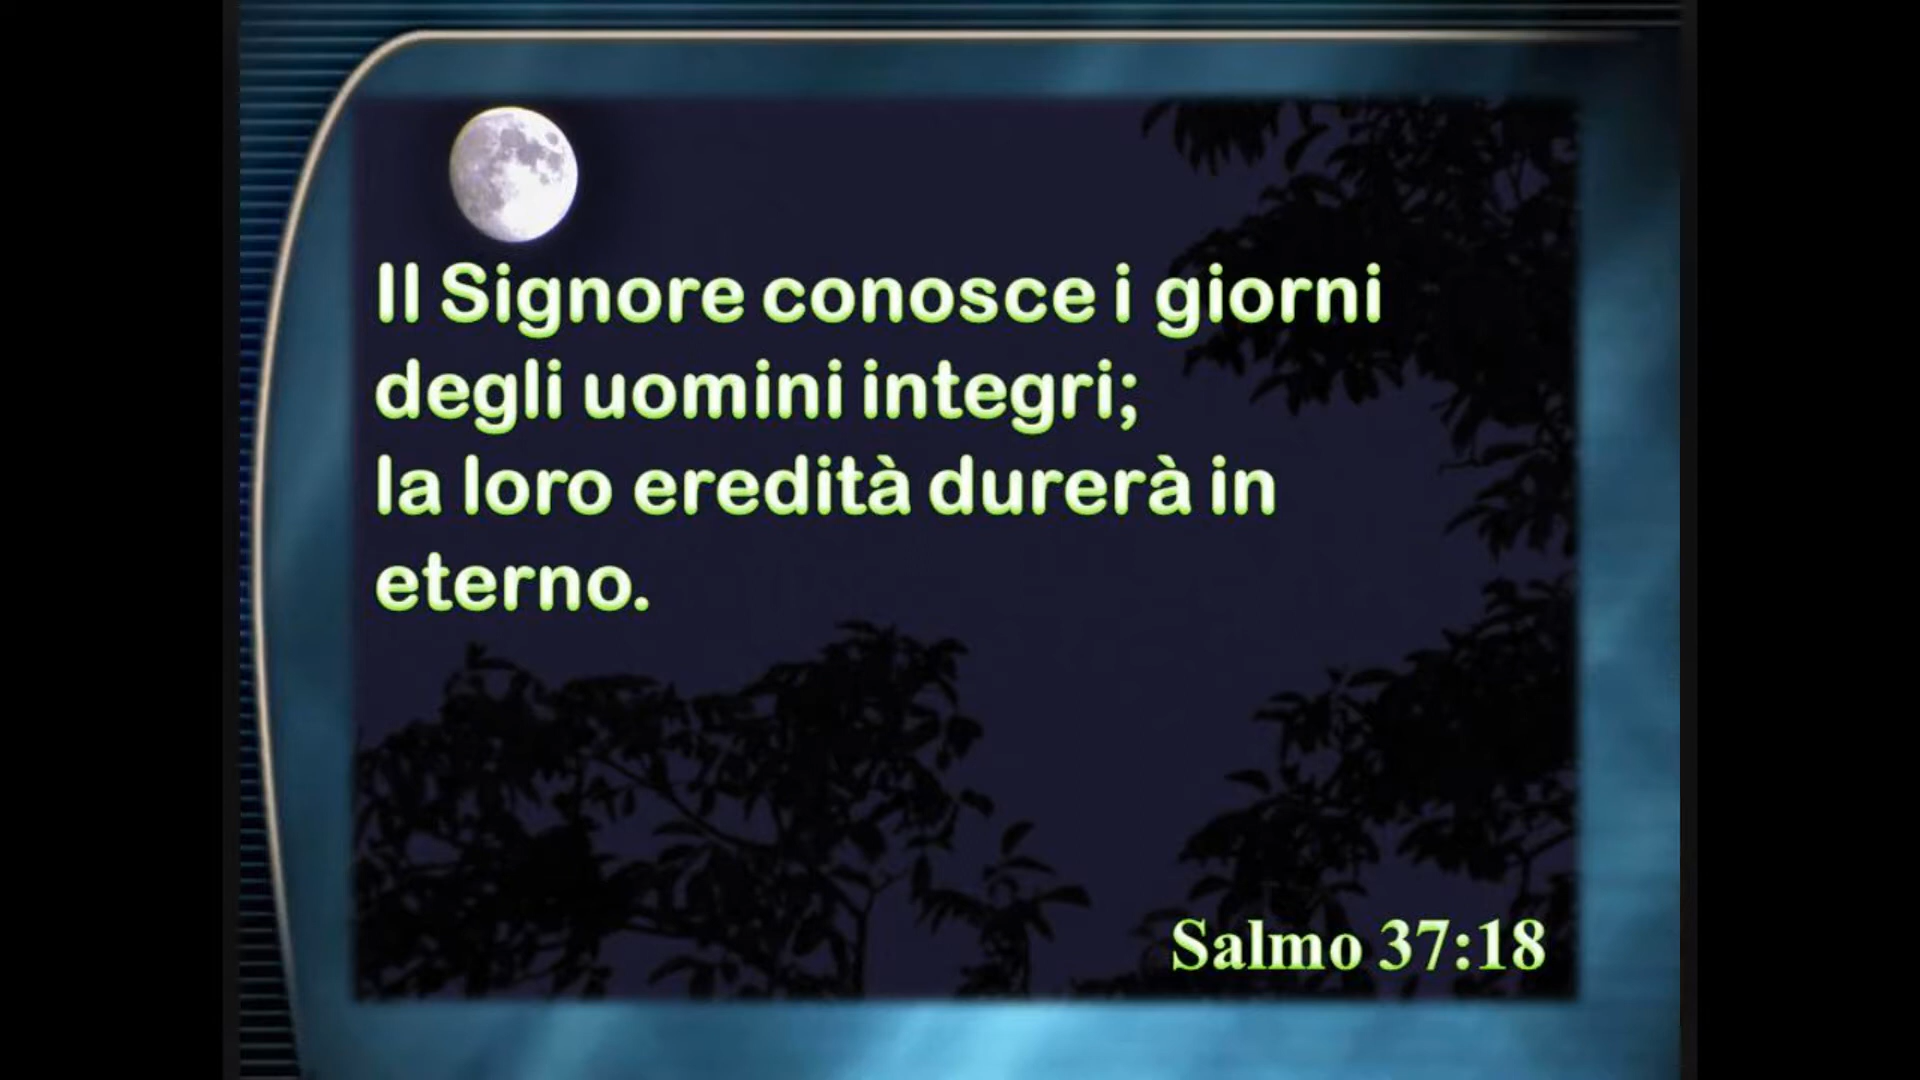 Il Signore conosce i giorni
degli uomini integri;
la loro eredità durerà in
eterno.
Salmo 37:18